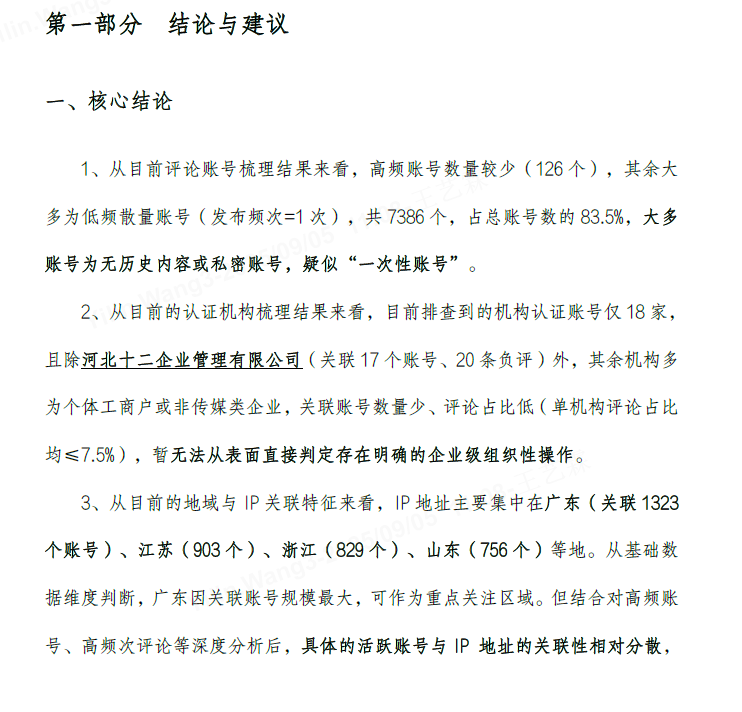 第一部分　结论与建议
一、核心结论
1、从目前评论账号梳理结果来看，高频账号数量较少（126 个），其余大
多为低频散量账号（发布频次=1 次），共 7386 个，占总账号数的 83.5%，大多
账号为无历史内容或私密账号，疑似“一次性账号”。
2、从目前的认证机构梳理结果来看，目前排查到的机构认证账号仅 18 家，
且除河北十二企业管理有限公司（关联 17 个账号、20 条负评）外，其余机构多
为个体工商户或非传媒类企业，关联账号数量少、评论占比低（单机构评论占比
均≤7.5%），暂无法从表面直接判定存在明确的企业级组织性操作。
3、从目前的地域与 IP 关联特征来看，IP 地址主要集中在广东（关联 1323
个账号）、江苏（903 个）、浙江（829 个）、山东（756 个）等地。从基础数
据维度判断，广东因关联账号规模最大，可作为重点关注区域。但结合对高频账
号、高频次评论等深度分析后，具体的活跃账号与 IP 地址的关联性相对分散，